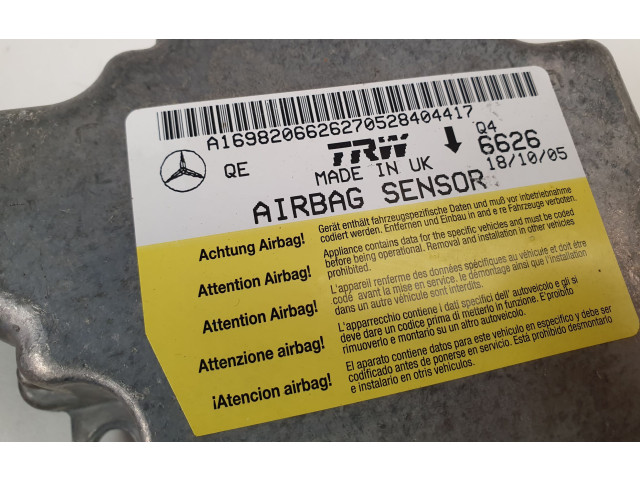 A1698206626270528404417
QE TRW Q4
MADE IN UK 6626
AIRBAG SENSOR 18/10/05
Achtung Airbag!
Gerät enthält fahrzeugspezifische Daten und muß vor inbetriebnahme
codiert werden. Entfernen und Einbau in and e re Fahrzeuge verboten.
Attention Airbag!
Appliance contains data for the specific vehicles and must be coded
before being operational. Removal and installation in other vehicles
prohibited.
Attention Airbag!
L'apareil renferme des données spécifiques au véhicule et doit ètre
codé avant la mise en service. le démontage ainsi que l'installation
dans un autre véhicule sont interdits.
Attenzione airbag!
L'apparecchio contiene i dati specifici dell' autoveicolo e gli si
deve dare un codice prima di metterlo in funzione. E'proibito
rimuoverlo e montarlo su un altro autoveicolo.
¡Atencion airbag!
El aparato contiene datos para este vehículo en específico y debe ser
codificado antes de ponerse en servicio. Está prohibido desmontarlo
e instalarlo en otros vehículos.